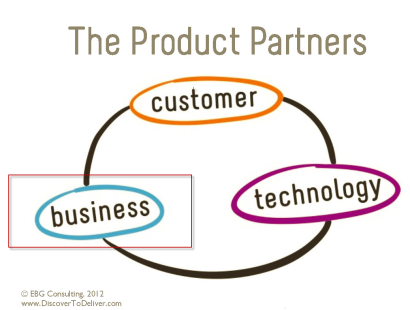 The Product Partners
customer
technology
business
© EBG Consulting, 2012
www.DiscoverToDeliver.com